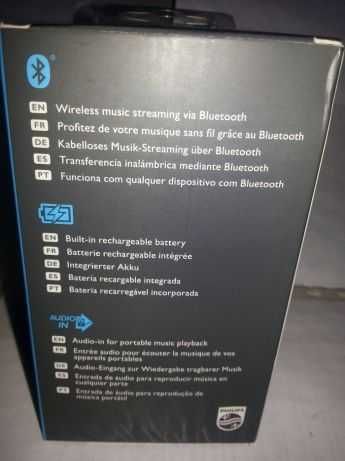 EN Wireless music streaming via Bluetooth
FR Profitez de votre musique sans fil grâce au Bluetooth
DE Kabelloses Musik-Streaming über Bluetooth
ES Transferencia inalámbrica mediante Bluetooth
PT Funciona com qualquer dispositivo com Bluetooth
EN Built-in rechargeable battery
FR Batterie rechargeable intégrée
DE Integrierter Akku
ES Batería recargable integrada
PT Bateria recarregável incorporada
AUDIO
IN
EN Audio-in for portable music playback
FR Entrée audio pour écouter la musique de vos
appareils portables
DE Audio-Eingang zur Wiedergabe tragbarer Musik
ES Entrada de audio para reproducir música en
cualquier parte
PT Entrada de áudio para reprodução de
música portátil
PHILIPS